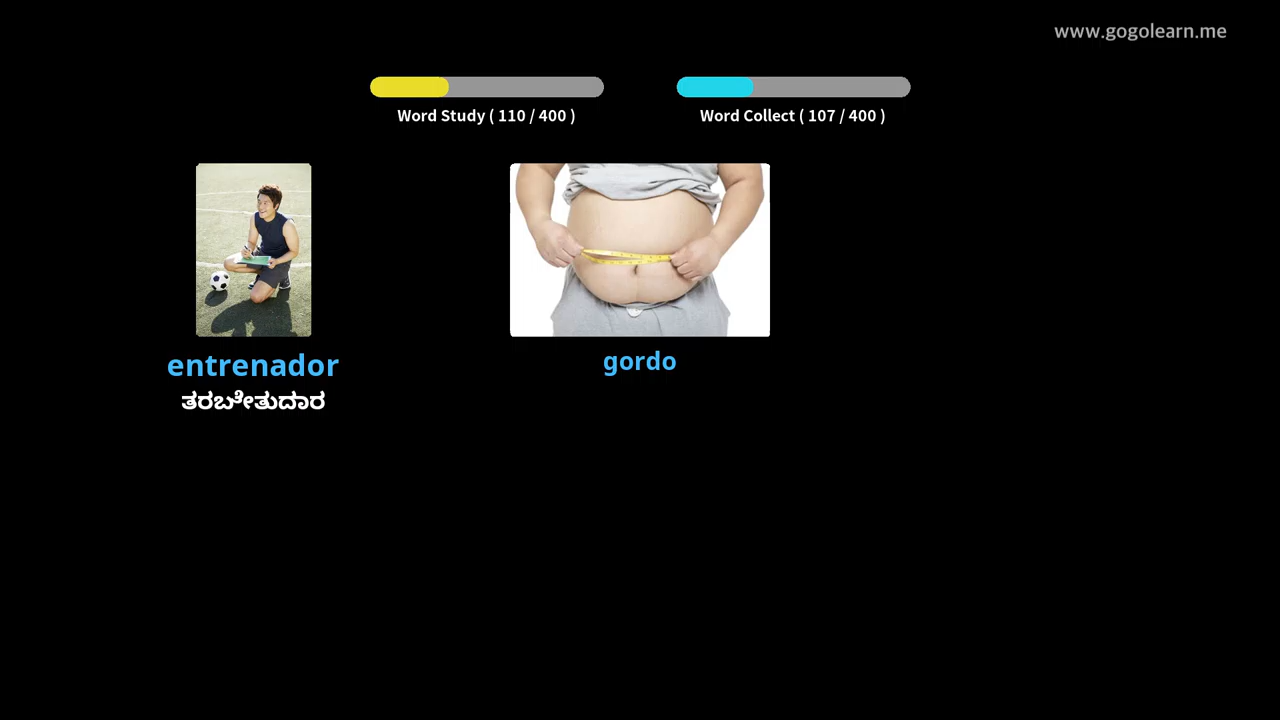 www.gogolearn.me
Word Study ( 110 / 400 )
Word Collect ( 107 / 400 )
entrenador
ತರಬೇತುದಾರ
gordo